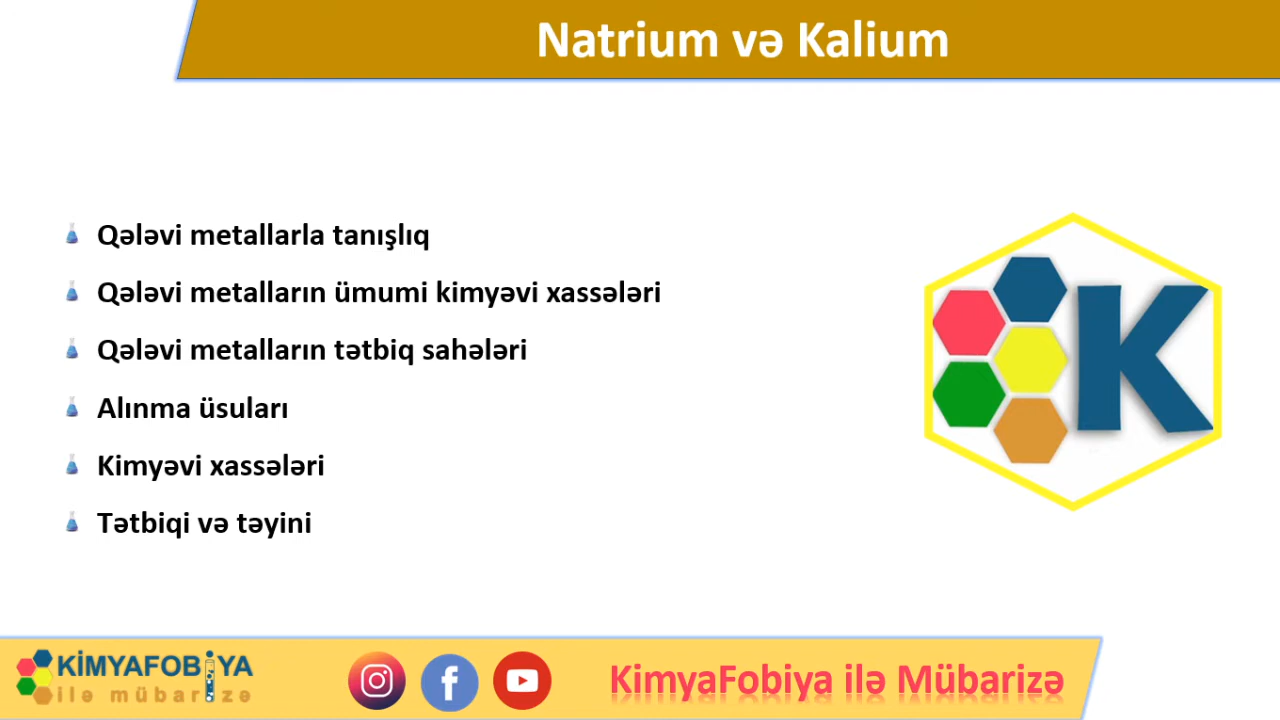 Natrium və Kalium
Qələvi metallarla tanışlıq
Qələvi metalların ümumi kimyəvi xassələri
Qələvi metalların tətbiq sahələri
Alınma üsuları
Kimyəvi xassələri
Tətbiqi və təyini
K
KİMYAFOBİYA
ilə mübarizə
KimyaFobiya ilə Mübarizə